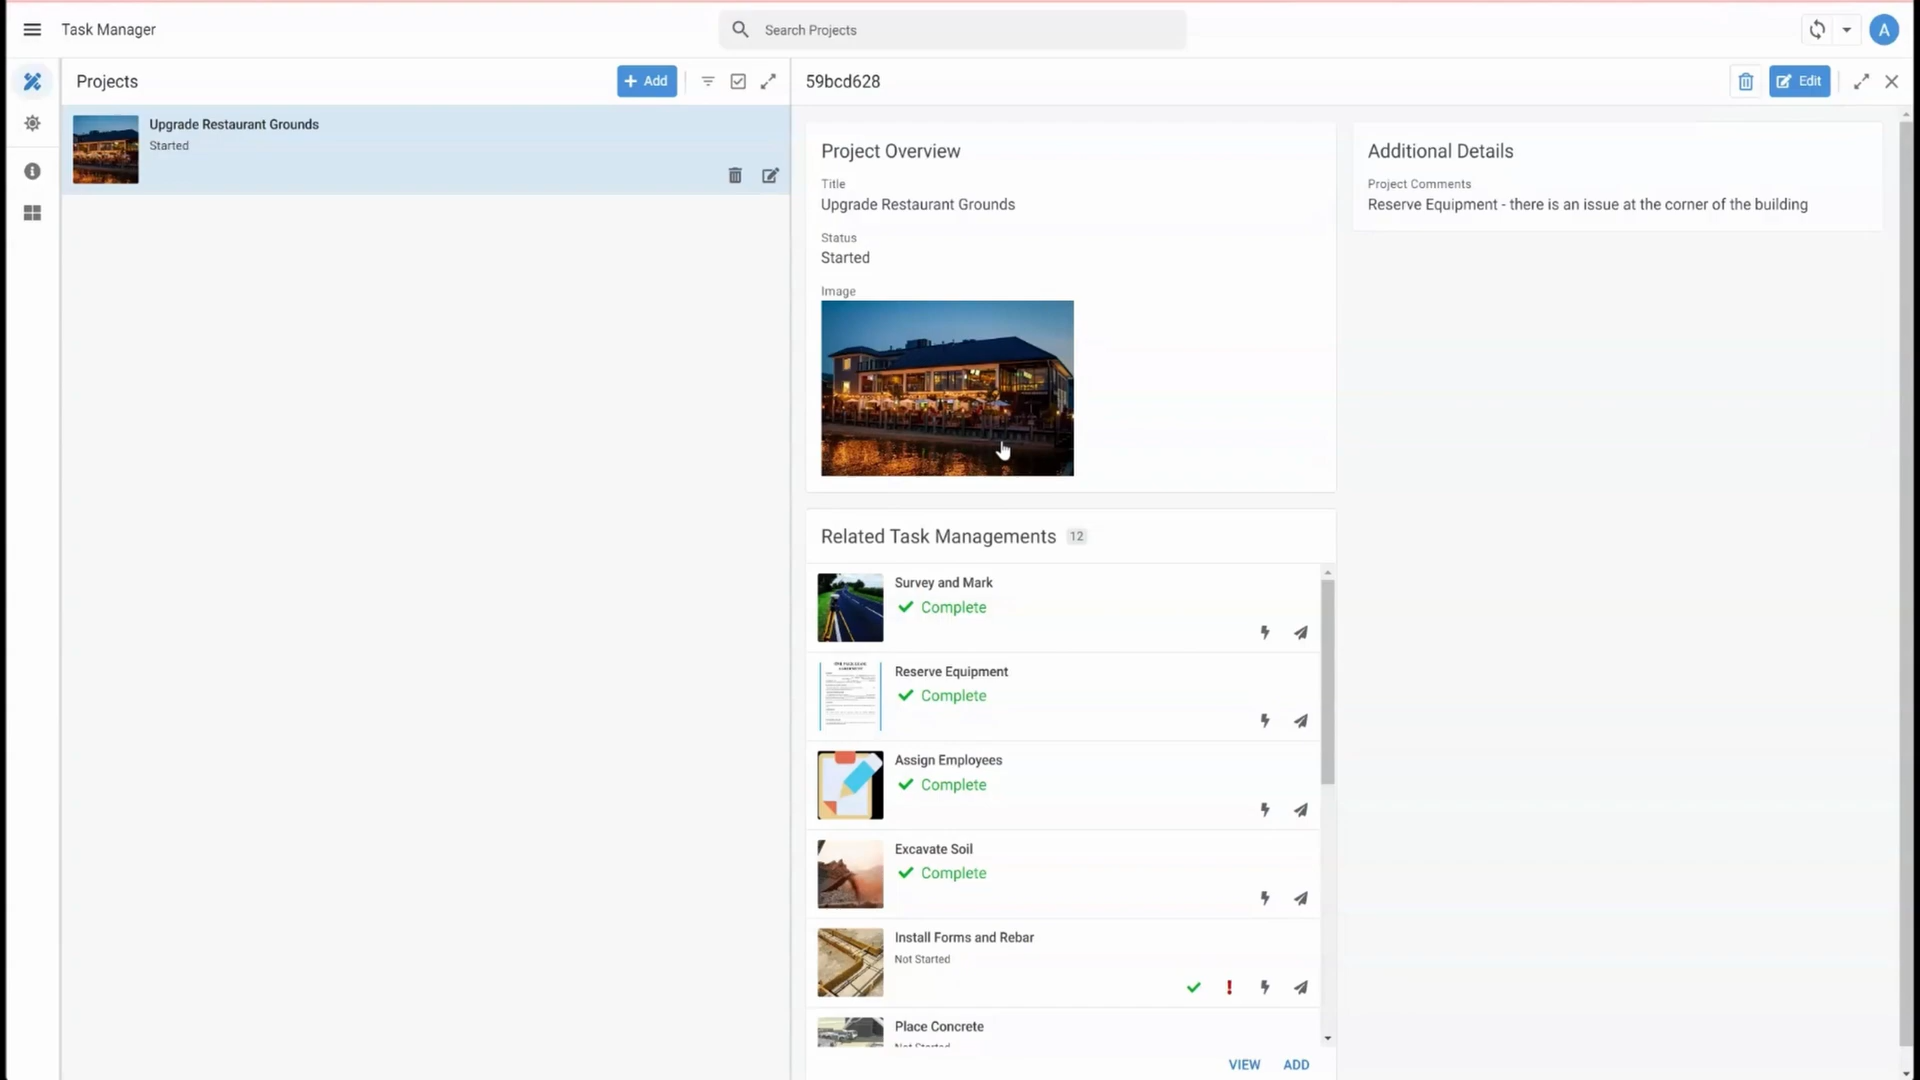 Task Manager
Search Projects
A
Projects
Add
59bcd628
Edit
Upgrade Restaurant Grounds
Started
Project Overview
Title
Upgrade Restaurant Grounds
Status
Started
Image
Additional Details
Project Comments
Reserve Equipment - there is an issue at the corner of the building
Related Task Managements 12
Survey and Mark
Complete
Reserve Equipment
Complete
Assign Employees
Complete
Excavate Soil
Complete
Install Forms and Rebar
Not Started
Place Concrete
Not Started
VIEW ADD